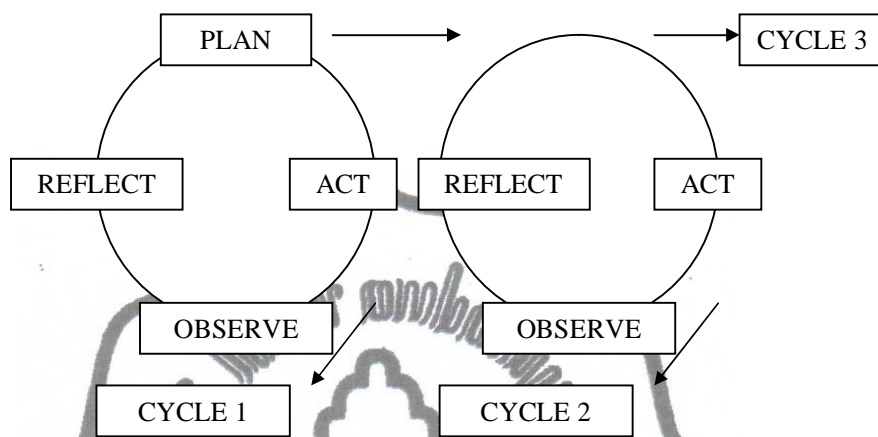 PLAN
CYCLE 3
REFLECT
ACT
REFLECT
ACT
OBSERVE
OBSERVE
CYCLE 1
CYCLE 2